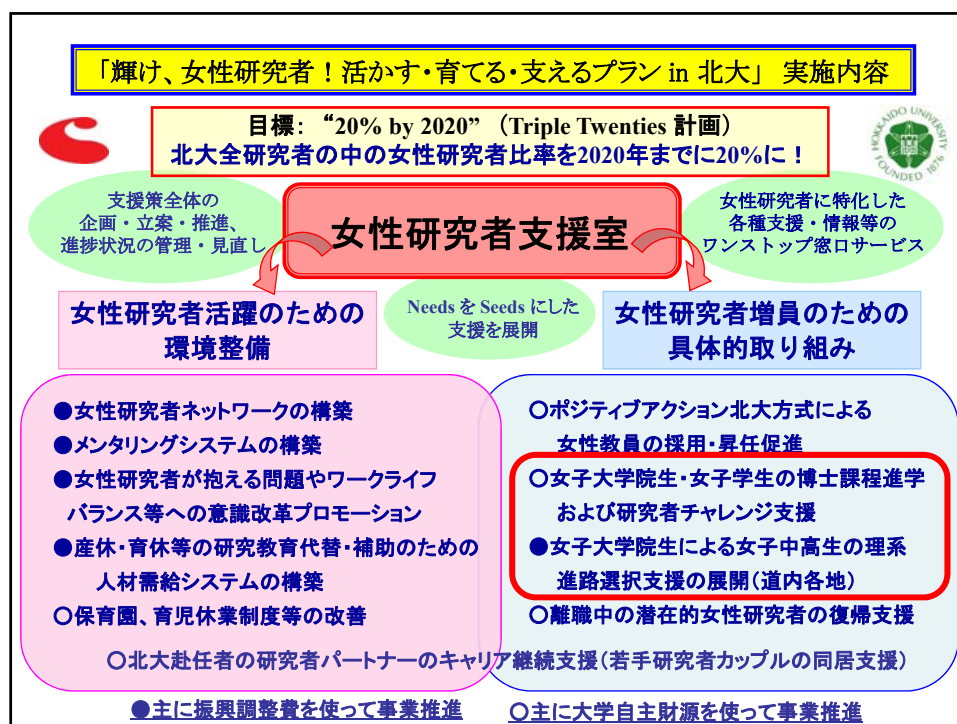 「輝け、女性研究者！活かす・育てる・支えるプラン in 北大」 実施内容
目標： “20% by 2020” （Triple Twenties 計画）
北大全研究者の中の女性研究者比率を2020年までに20%に！
HOKKAIDO UNIVERSITY
FOUNDED 1876
支援策全体の
企画・立案・推進、
進捗状況の管理・見直し
女性研究者支援室
女性研究者に特化した
各種支援・情報等の
ワンストップ窓口サービス
Needs を Seeds にした
支援を展開
女性研究者活躍のための
環境整備
女性研究者増員のための
具体的取り組み
●女性研究者ネットワークの構築
●メンタリングシステムの構築
●女性研究者が抱える問題やワークライフ
バランス等への意識改革プロモーション
●産休・育休等の研究教育代替・補助のための
人材需給システムの構築
○保育園、育児休業制度等の改善
○ポジティブアクション北大方式による
女性教員の採用・昇任促進
○女子大学院生・女子学生の博士課程進学
および研究者チャレンジ支援
●女子大学院生による女子中高生の理系
進路選択支援の展開（道内各地）
○離職中の潜在的女性研究者の復帰支援
○北大赴任者の研究者パートナーのキャリア継続支援（若手研究者カップルの同居支援）
●主に振興調整費を使って事業推進
○主に大学自主財源を使って事業推進